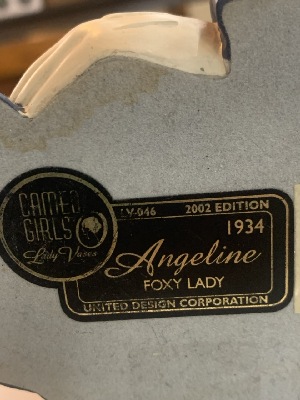 CAMEO
GIRLS
Lady Vases
LV-046 2002 EDITION
1934
Angeline
FOXY LADY
UNITED DESIGN CORPORATION